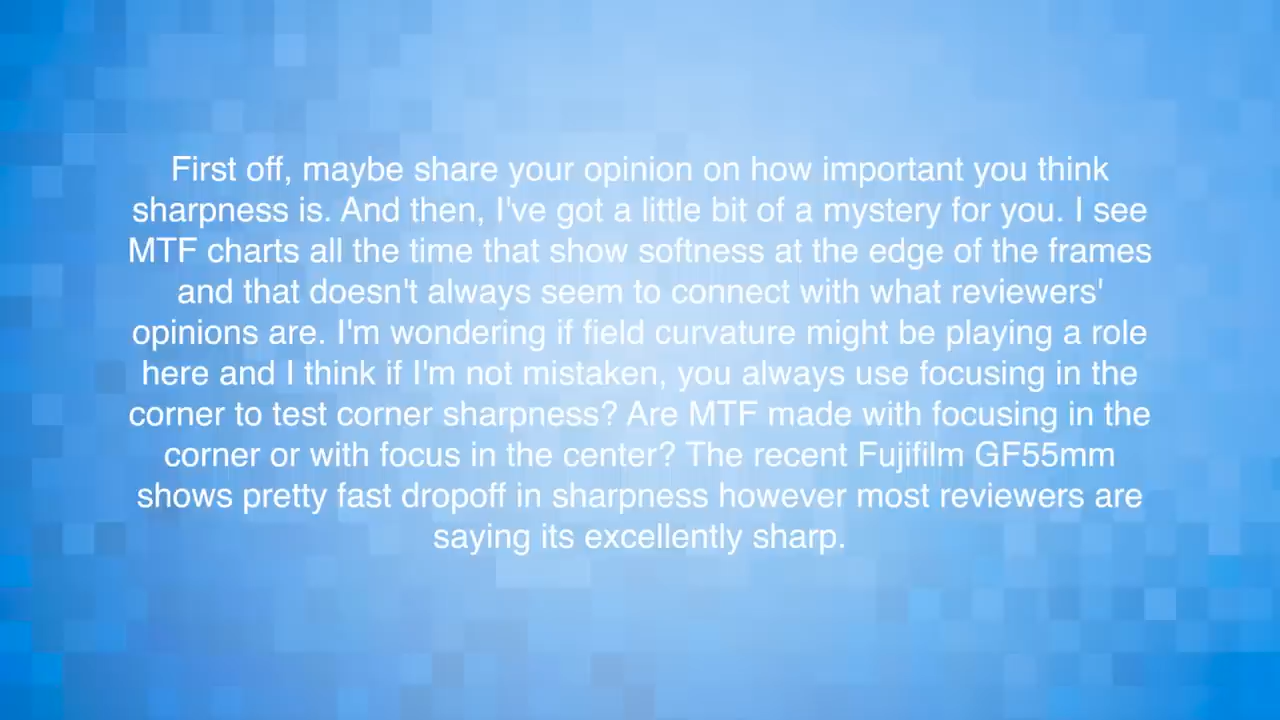 First off, maybe share your opinion on how important you think
sharpness is. And then, I've got a little bit of a mystery for you. I see
MTF charts all the time that show softness at the edge of the frames
and that doesn't always seem to connect with what reviewers'
opinions are. I'm wondering if field curvature might be playing a role
here and I think if I'm not mistaken, you always use focusing in the
corner to test corner sharpness? Are MTF made with focusing in the
corner or with focus in the center? The recent Fujifilm GF55mm
shows pretty fast dropoff in sharpness however most reviewers are
saying its excellently sharp.